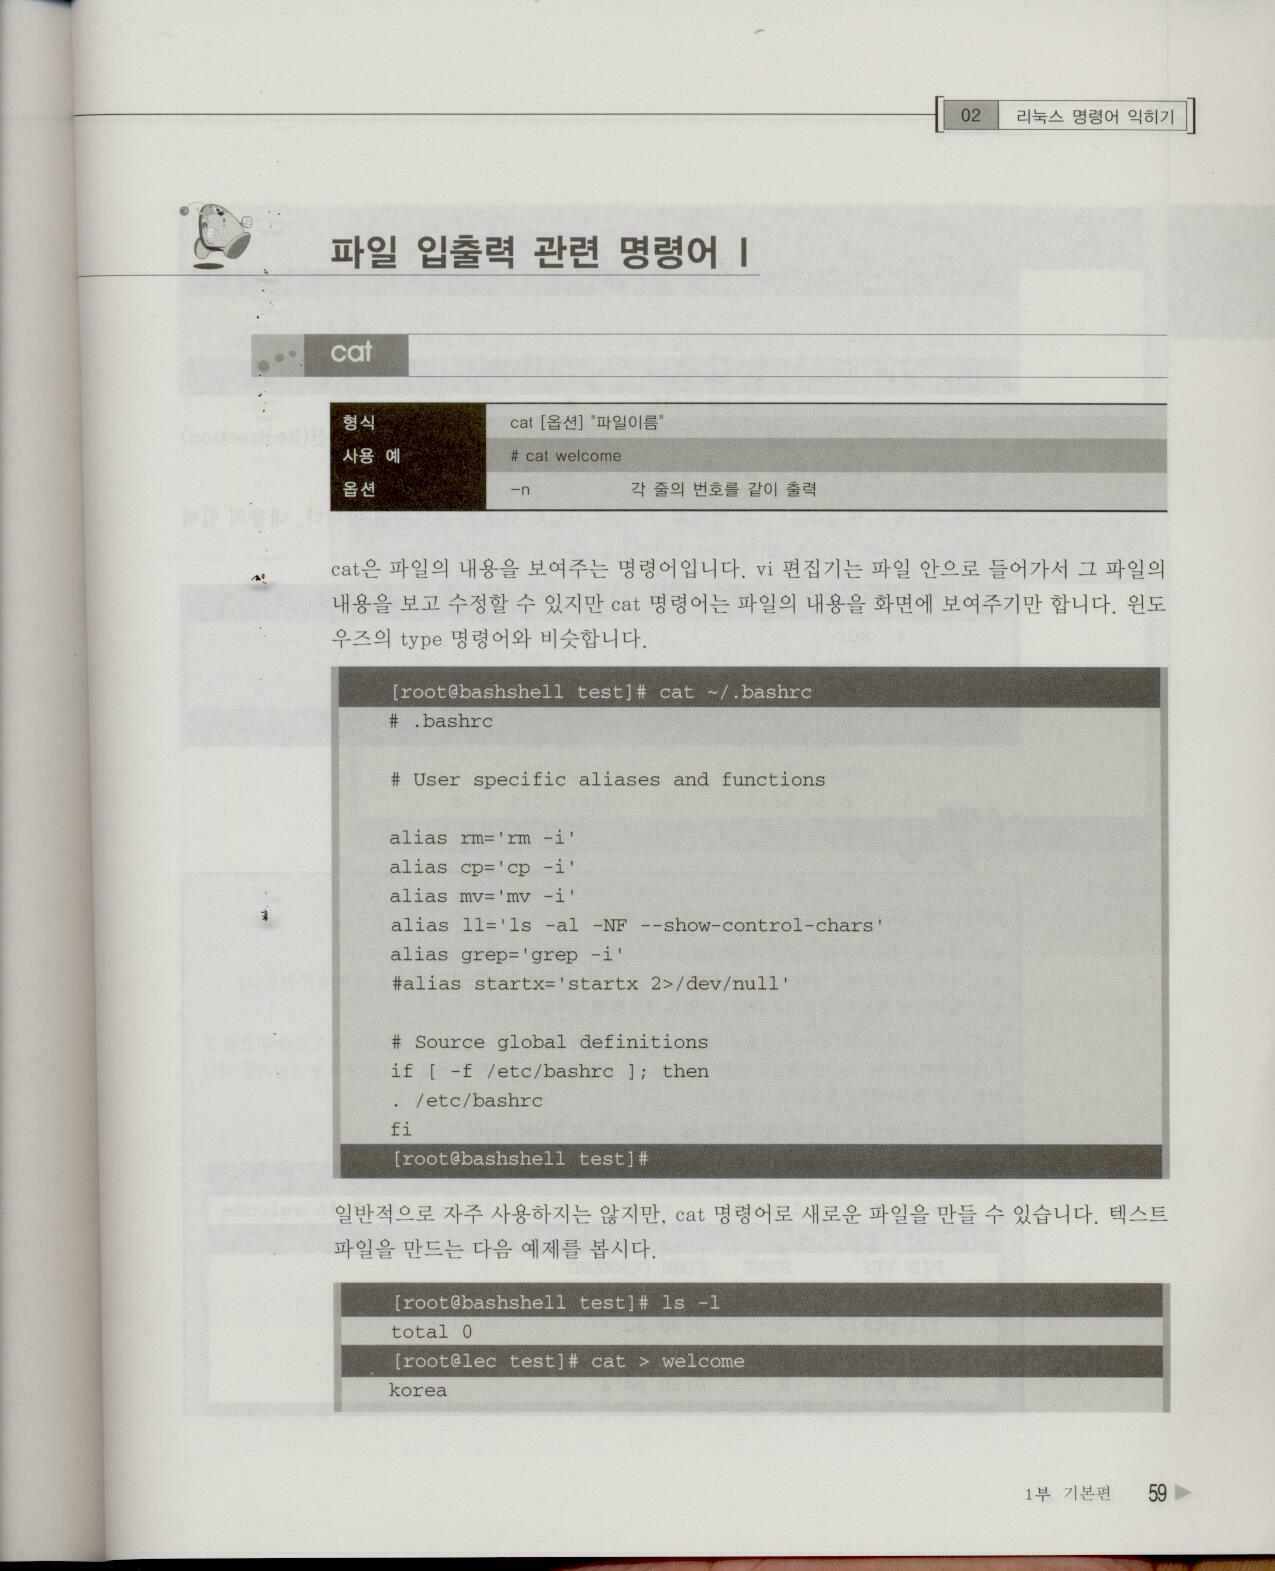 02 리눅스 명령어 익히기
파일 입출력 관련 명령어 I
cat
형식 cat [옵션] "파일이름"
사용 예 # cat welcome
옵션 -n 각 줄의 번호를 같이 출력
cat은 파일의 내용을 보여주는 명령어입니다. vi 편집기는 파일 안으로 들어가서 그 파일의
내용을 보고 수정할 수 있지만 cat 명령어는 파일의 내용을 화면에 보여주기만 합니다. 윈도
우즈의 type 명령어와 비슷합니다.
[root@bashshell test]# cat ~/.bashrc
# .bashrc
# User specific aliases and functions
alias rm='rm -i'
alias cp='cp -i'
alias mv='mv -i'
alias ll='ls -al -NF --show-control-chars'
alias grep='grep -i'
#alias startx='startx 2>/dev/null'
# Source global definitions
if [ -f /etc/bashrc ]; then
. /etc/bashrc
fi
[root@bashshell test]#
일반적으로 자주 사용하지는 않지만, cat 명령어로 새로운 파일을 만들 수 있습니다. 텍스트
파일을 만드는 다음 예제를 봅시다.
[root@bashshell test]# ls -l
total 0
[root@lec test]# cat > welcome
korea
1부 기본편 59